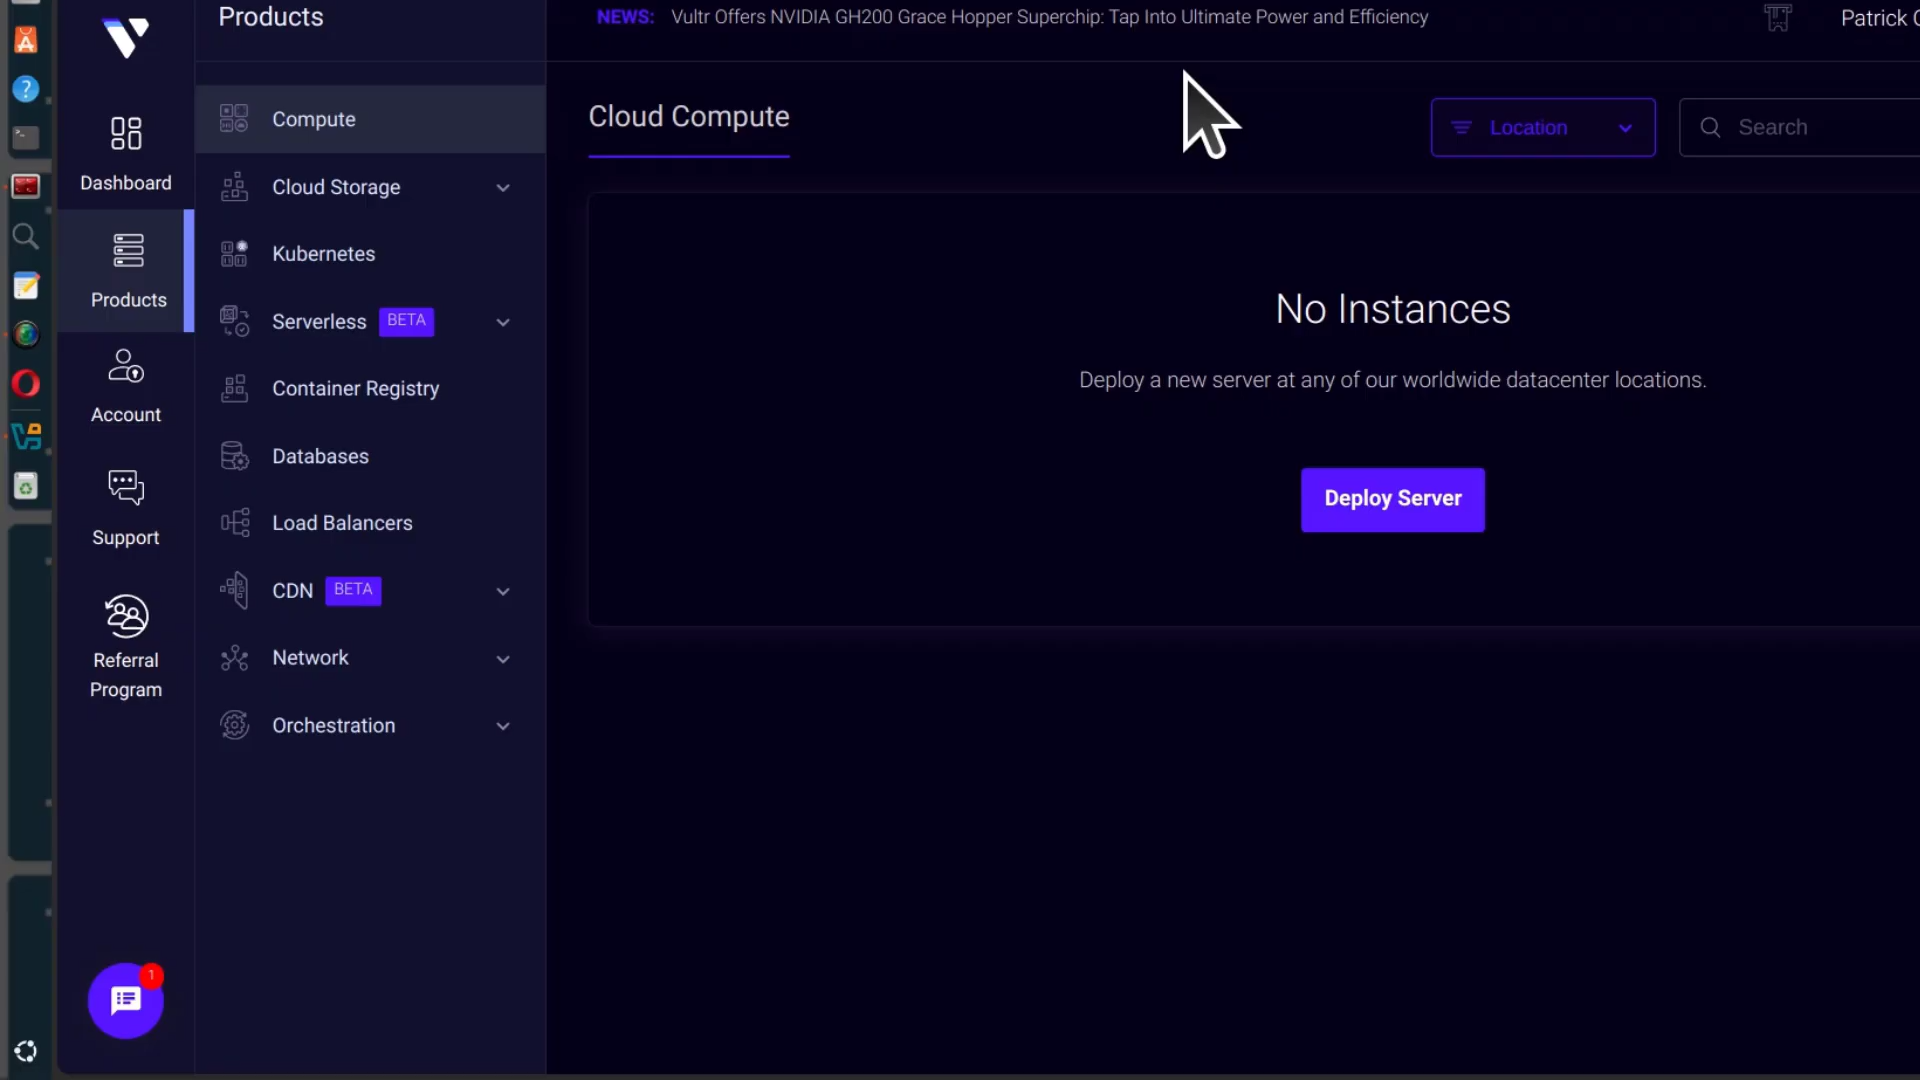 Products
NEWS: Vultr Offers NVIDIA GH200 Grace Hopper Superchip: Tap Into Ultimate Power and Efficiency
Patrick
Dashboard
Products
Account
Support
Referral
Program
1
Compute
Cloud Storage
Kubernetes
Serverless BETA
Container Registry
Databases
Load Balancers
CDN BETA
Network
Orchestration
Cloud Compute
Location
Search
No Instances
Deploy a new server at any of our worldwide datacenter locations.
Deploy Server